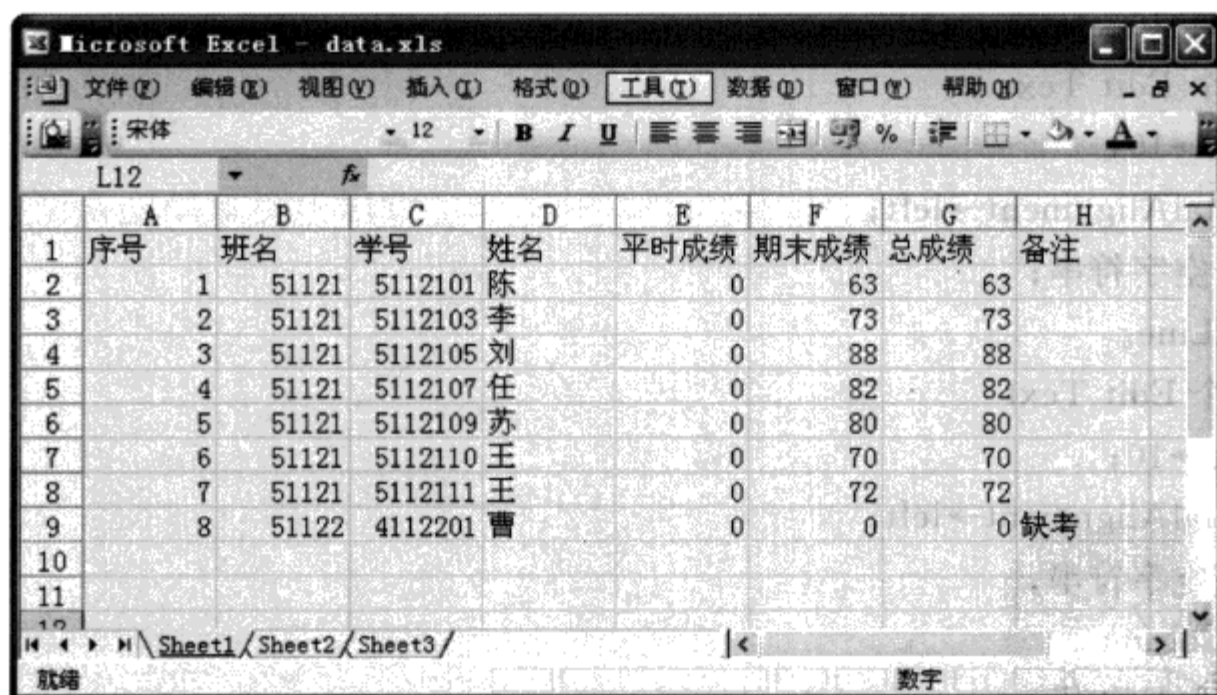 Microsoft Excel - data.xls
文件(F) 编辑(E) 视图(V) 插入(I) 格式(O) 工具(T) 数据(D) 窗口(W) 帮助(H)
宋体 12 B I U % A
L12 fx
A B C D E F G H
1 序号 班名 学号 姓名 平时成绩 期末成绩 总成绩 备注
2 1 51121 5112101 陈 0 63 63
3 2 51121 5112103 李 0 73 73
4 3 51121 5112105 刘 0 88 88
5 4 51121 5112107 任 0 82 82
6 5 51121 5112109 苏 0 80 80
7 6 51121 5112110 王 0 70 70
8 7 51121 5112111 王 0 72 72
9 8 51122 4112201 曹 0 0 0 缺考
10
11
12
Sheet1 Sheet2 Sheet3
就绪 数字